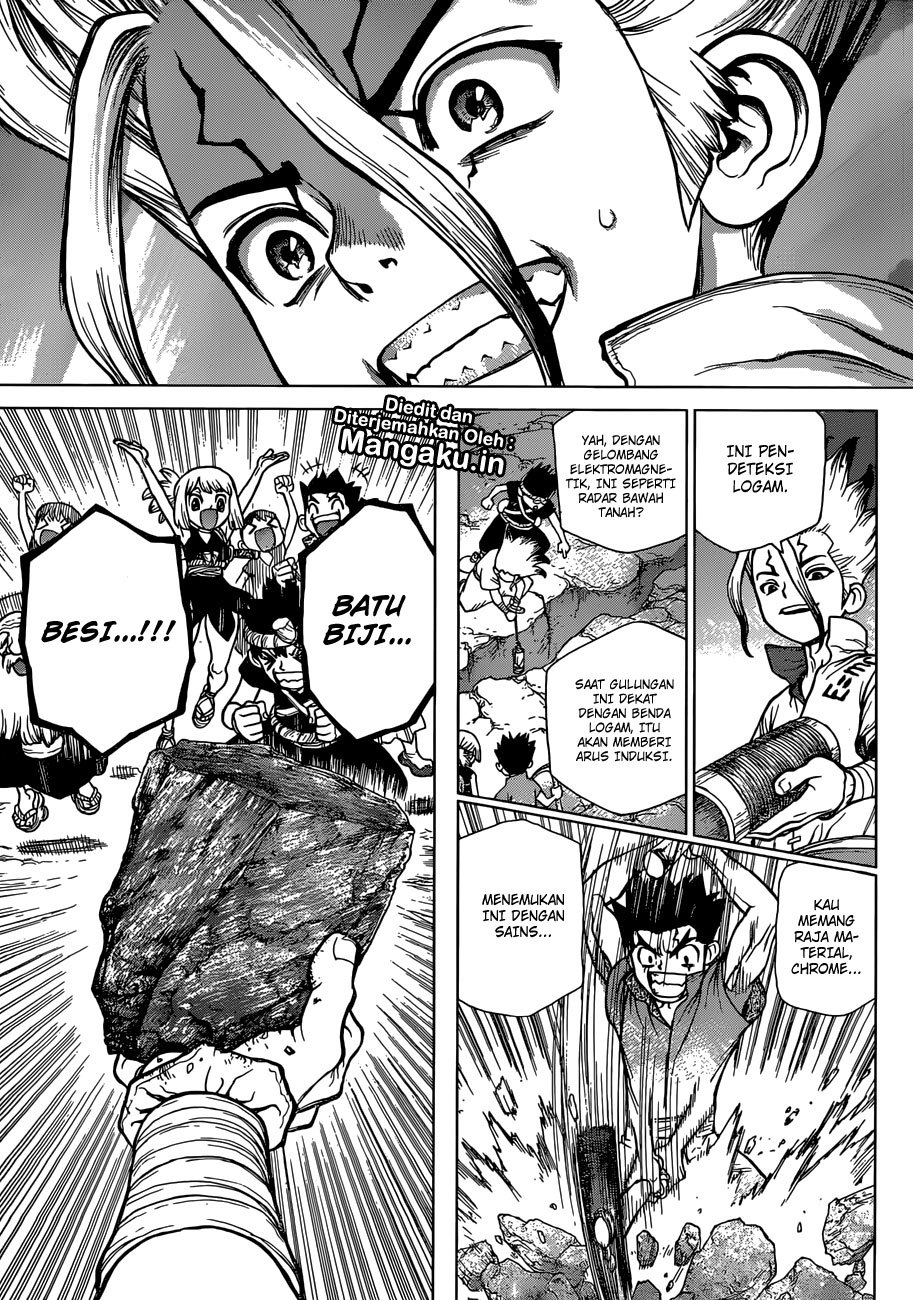 Diedit dan
Diterjemahkan Oleh :
Mangaku.in
INI PEN-
DETEKSI
LOGAM.
E=mc
YAH, DENGAN
GELOMBANG
ELEKTROMAGNE-
TIK, INI SEPERTI
RADAR BAWAH
TANAH?
SAAT GULUNGAN
INI DEKAT
DENGAN BENDA
LOGAM, ITU
AKAN MEMBERI
ARUS INDUKSI.
KAU
MEMANG
RAJA MA-
TERIAL,
CHROME...
MENEMUKAN
INI DENGAN
SAINS...
BATU
BIJI...
BESI...!!!